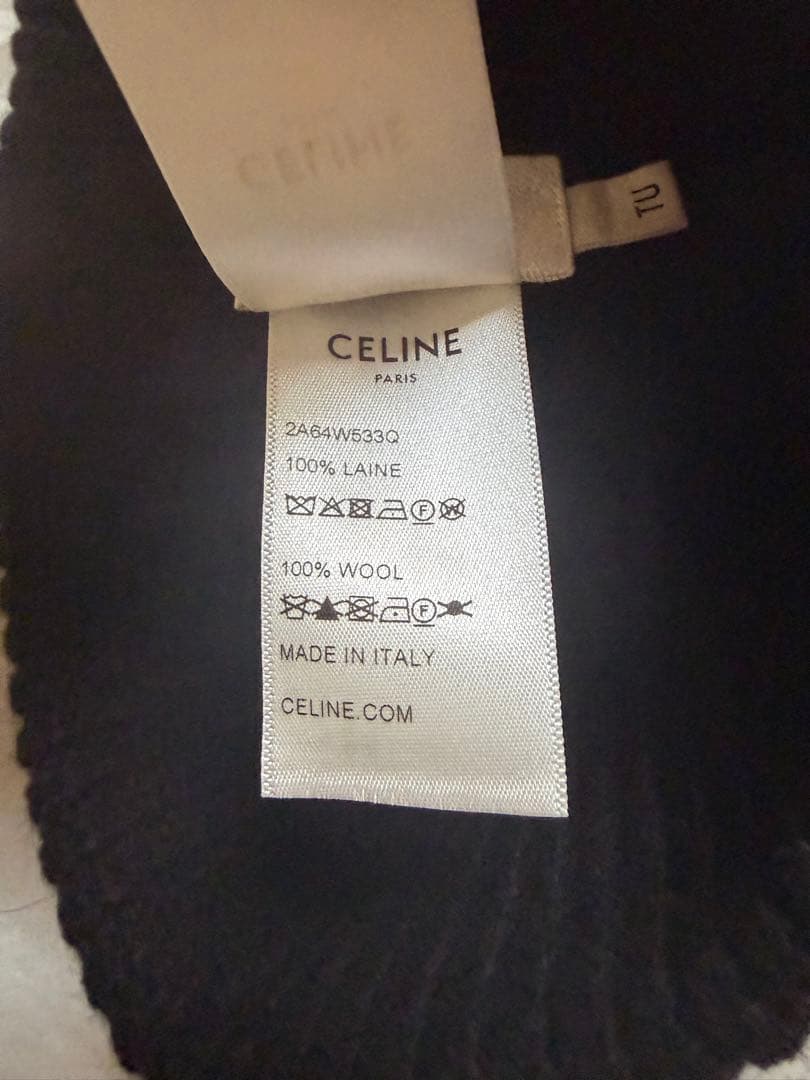 CELINE
TU
CELINE
PARIS
2A64W533Q
100% LAINE
F W
100% WOOL
F
MADE IN ITALY
CELINE.COM